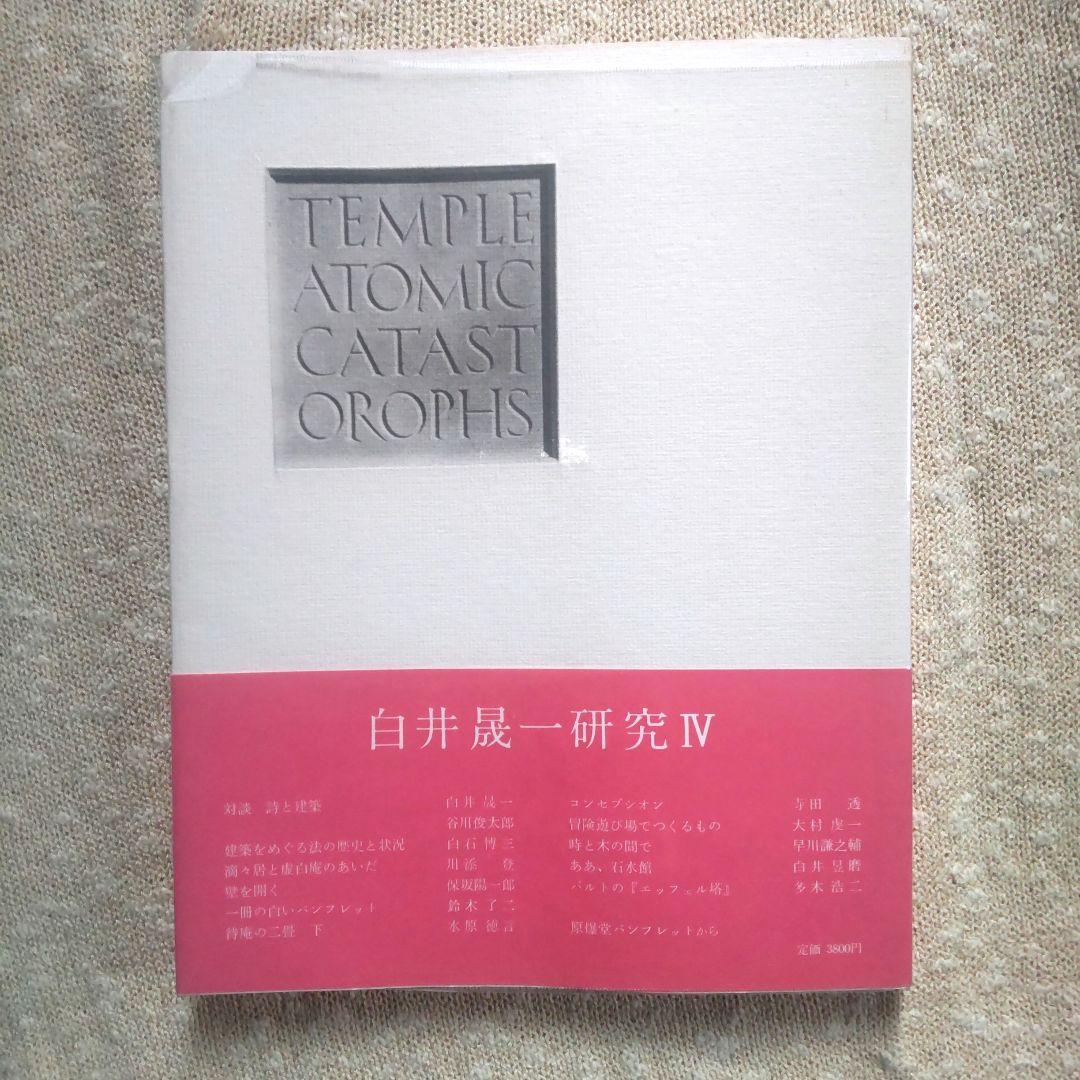 TEMPLE
ATOMIC
CATAST
OROPHS
白井晟一研究Ⅳ
対談 詩と建築 白井晟一
谷川俊太郎
建築をめぐる法の歴史と状況 白石博三
滴々居と虚白庵のあいだ 川添 登
壁を開く 保坂陽一郎
一冊の白いパンフレット 鈴木了二
待庵の二畳 下 水原徳言
コンセプシオン 寺田 透
冒険遊び場でつくるもの 大村虔一
時と木の間で 早川謙之輔
ああ、石水館 白井昱磨
バルトの『エッフェル塔』 多木浩二
原爆堂パンフレットから
定価 3800円